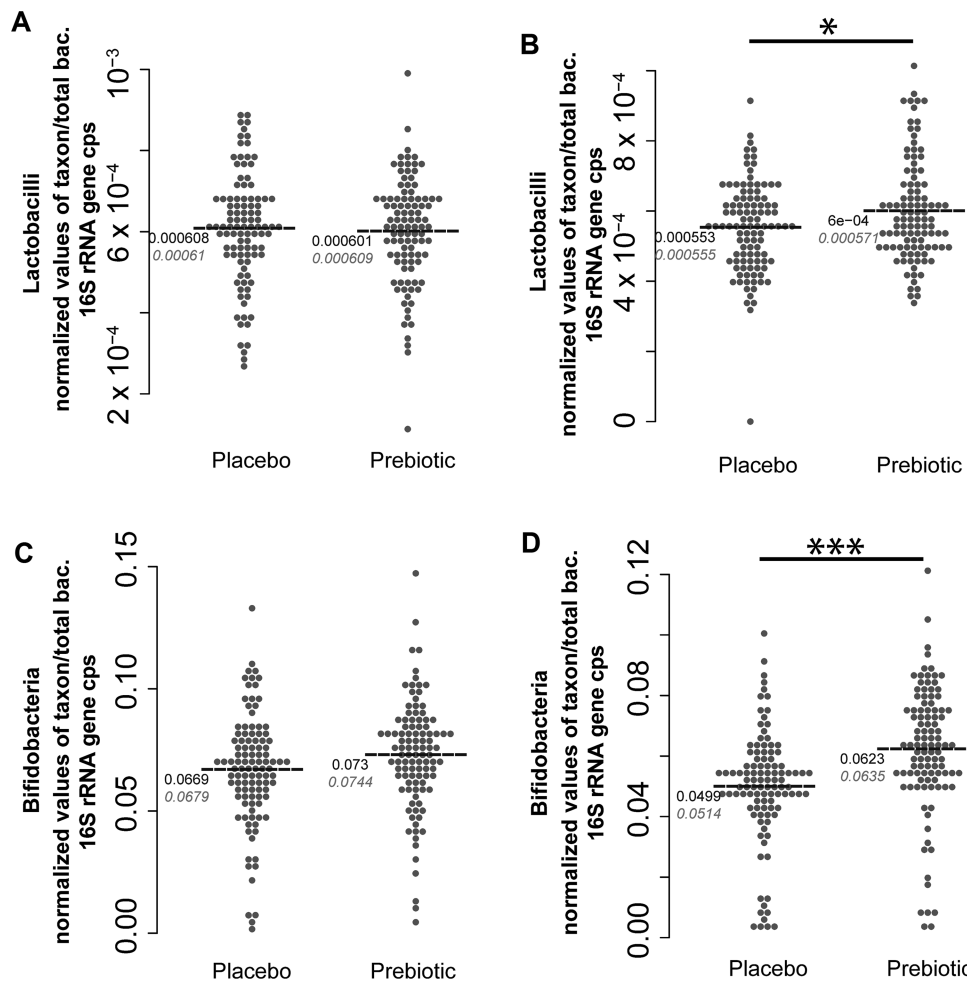 A
Lactobacilli
normalized values of taxon/total bac.
16S rRNA gene cps
10⁻³
6 x 10⁻⁴
2 x 10⁻⁴
0.000608
0.00061
0.000601
0.000609
Placebo
Prebiotic
B
*
Lactobacilli
normalized values of taxon/total bac.
16S rRNA gene cps
8 x 10⁻⁴
4 x 10⁻⁴
0
0.000553
0.000555
6e−04
0.000571
Placebo
Prebiotic
C
Bifidobacteria
normalized values of taxon/total bac.
16S rRNA gene cps
0.15
0.10
0.05
0.00
0.0669
0.0679
0.073
0.0744
Placebo
Prebiotic
D
***
Bifidobacteria
normalized values of taxon/total bac.
16S rRNA gene cps
0.12
0.08
0.04
0.00
0.0499
0.0514
0.0623
0.0635
Placebo
Prebiotic